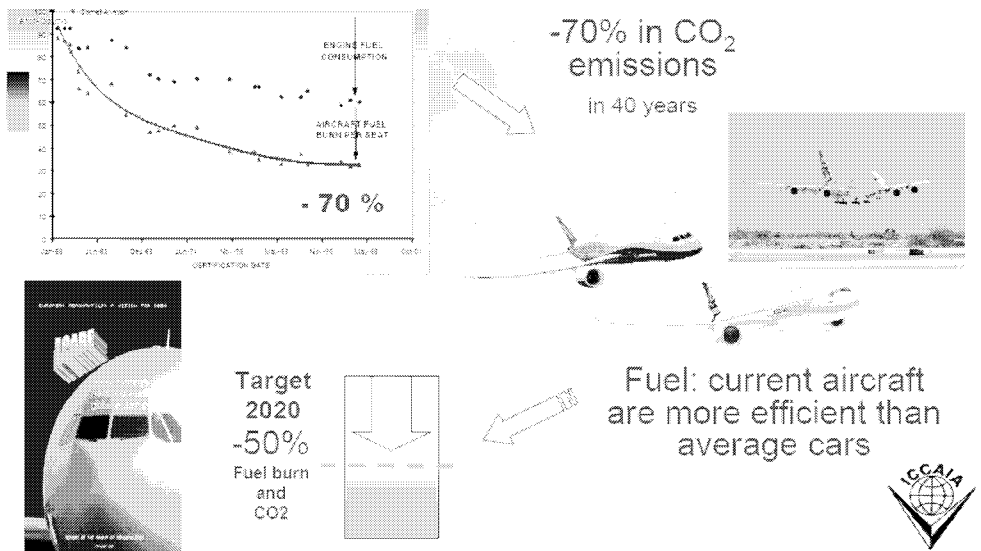 ENGINE FUEL
CONSUMPTION
AIRCRAFT FUEL
BURN PER SEAT
- 70 %
CERTIFICATION DATE
-70% in CO2
emissions
in 40 years
Target
2020
-50%
Fuel burn
and
CO2
Fuel: current aircraft
are more efficient than
average cars
ICCAIA